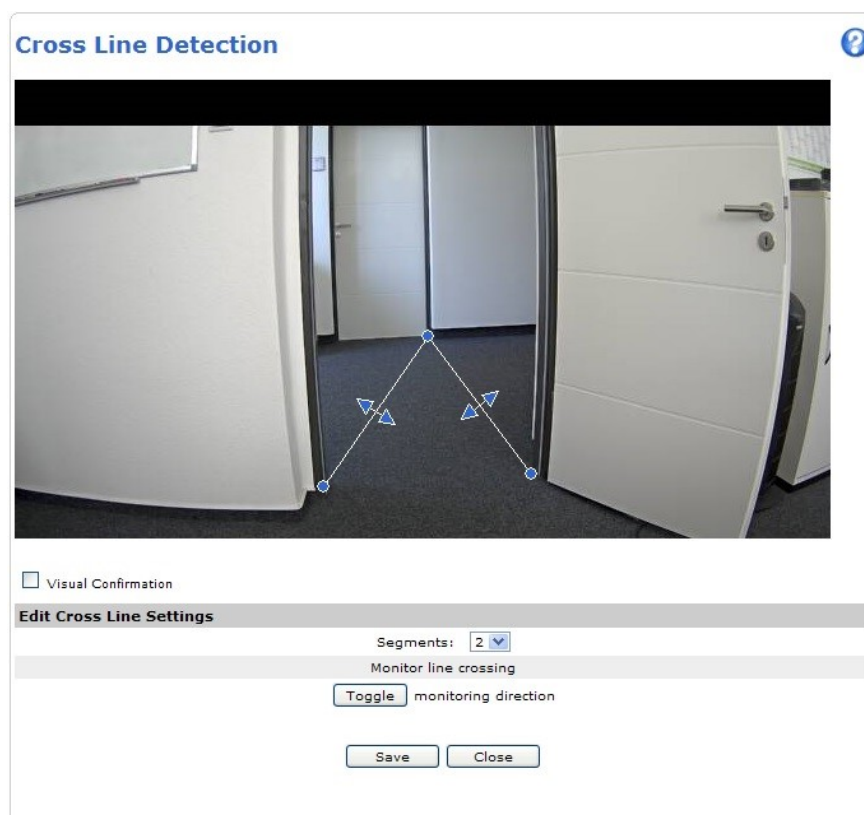 Cross Line Detection
?
Visual Confirmation
Edit Cross Line Settings
Segments: 2
Monitor line crossing
Toggle monitoring direction
Save Close